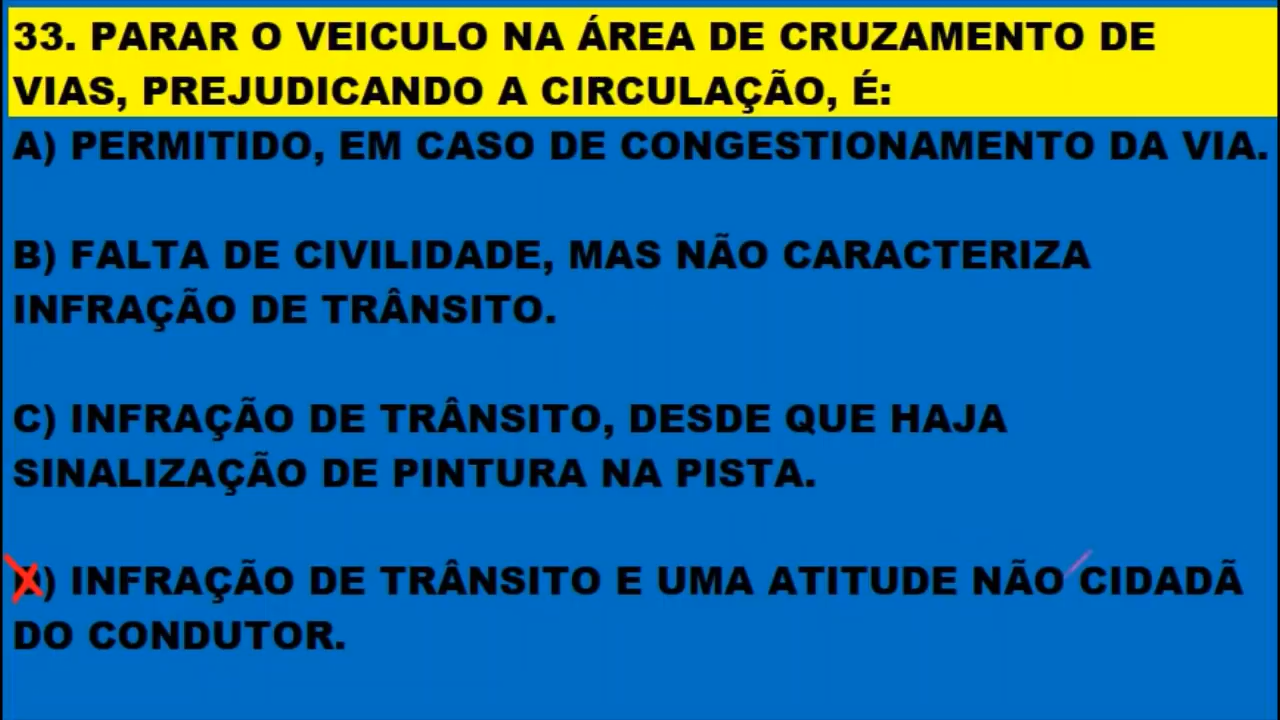 33. PARAR O VEICULO NA ÁREA DE CRUZAMENTO DE
VIAS, PREJUDICANDO A CIRCULAÇÃO, É:
A) PERMITIDO, EM CASO DE CONGESTIONAMENTO DA VIA.
B) FALTA DE CIVILIDADE, MAS NÃO CARACTERIZA
INFRAÇÃO DE TRÂNSITO.
C) INFRAÇÃO DE TRÂNSITO, DESDE QUE HAJA
SINALIZAÇÃO DE PINTURA NA PISTA.
) INFRAÇÃO DE TRÂNSITO E UMA ATITUDE NÃO CIDADÃ
DO CONDUTOR.